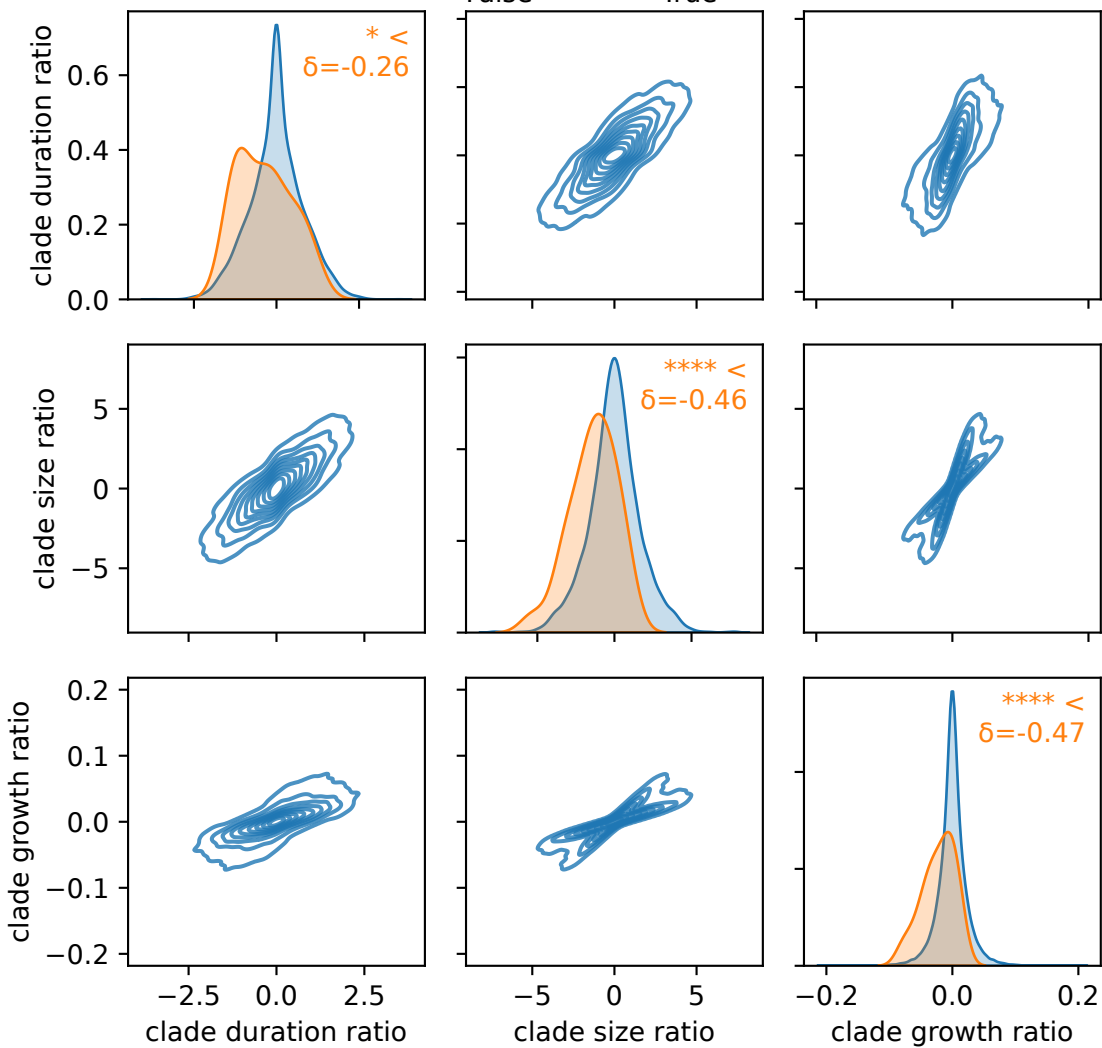 * <
δ=-0.26
clade duration ratio
0.6
0.4
0.2
0.0
**** <
δ=-0.46
clade size ratio
5
0
−5
**** <
δ=-0.47
clade growth ratio
0.2
0.1
0.0
−0.1
−0.2
−2.5 0.0 2.5
−5 0 5
−0.2 0.0 0.2
clade duration ratio
clade size ratio
clade growth ratio